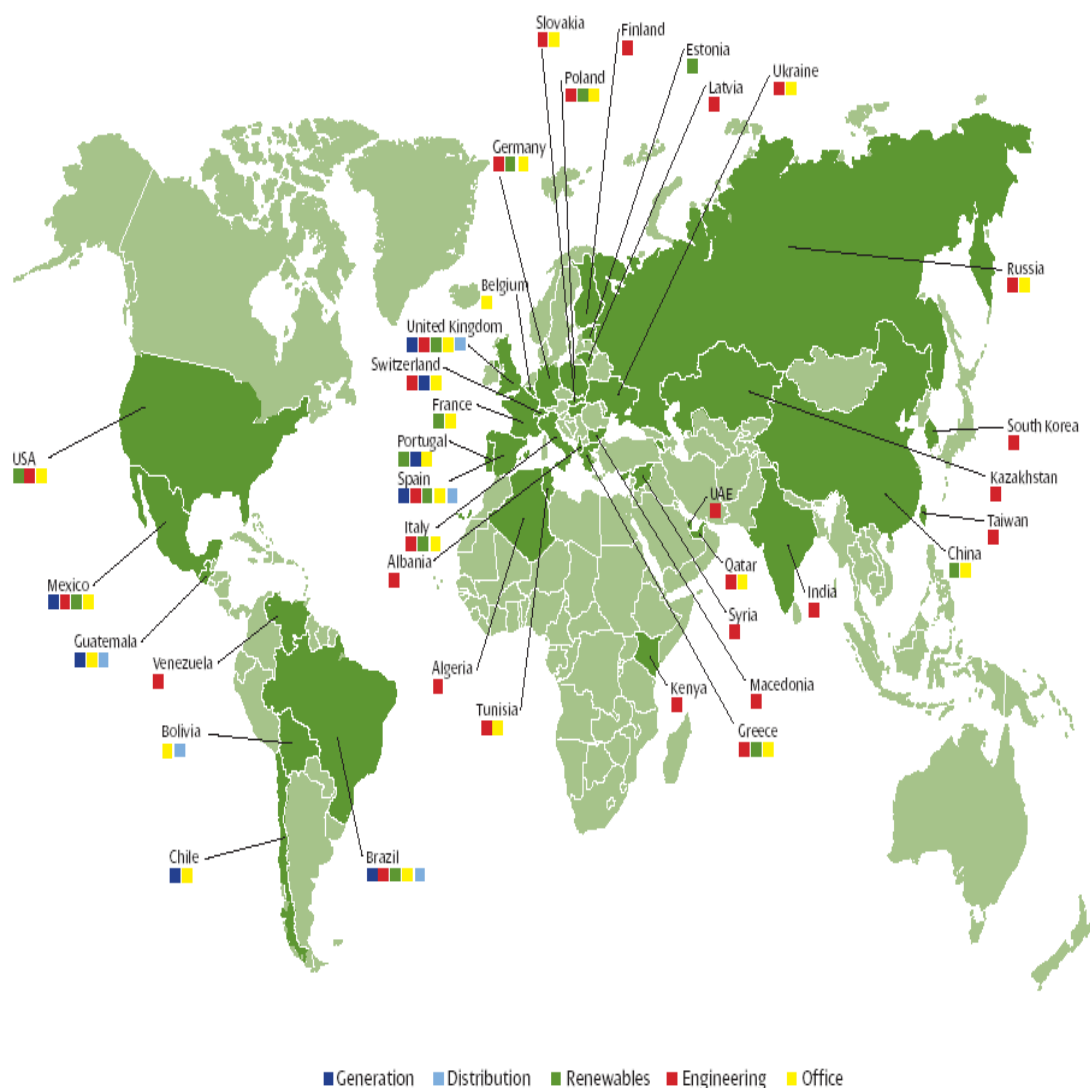 Slovakia
Finland
Estonia
Poland
Ukraine
Latvia
Germany
Russia
Belgium
United Kingdom
Switzerland
France
South Korea
Portugal
USA
Spain
Kazakhstan
UAE
Taiwan
Italy
China
Albania
Qatar
India
Mexico
Syria
Guatemala
Venezuela
Algeria
Macedonia
Kenya
Tunisia
Greece
Bolivia
Chile
Brazil
Generation Distribution Renewables Engineering Office